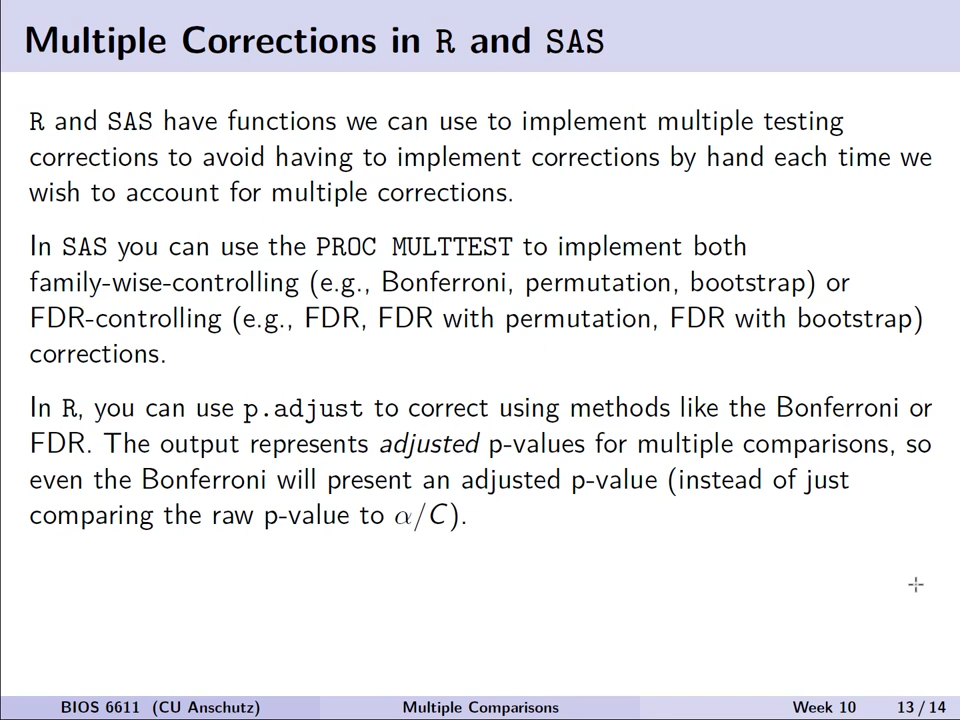 Multiple Corrections in R and SAS
R and SAS have functions we can use to implement multiple testing
corrections to avoid having to implement corrections by hand each time we
wish to account for multiple corrections.
In SAS you can use the PROC MULTTEST to implement both
family-wise-controlling (e.g., Bonferroni, permutation, bootstrap) or
FDR-controlling (e.g., FDR, FDR with permutation, FDR with bootstrap)
corrections.
In R, you can use p.adjust to correct using methods like the Bonferroni or
FDR. The output represents adjusted p-values for multiple comparisons, so
even the Bonferroni will present an adjusted p-value (instead of just
comparing the raw p-value to α/C).
BIOS 6611 (CU Anschutz) Multiple Comparisons Week 10 13 / 14